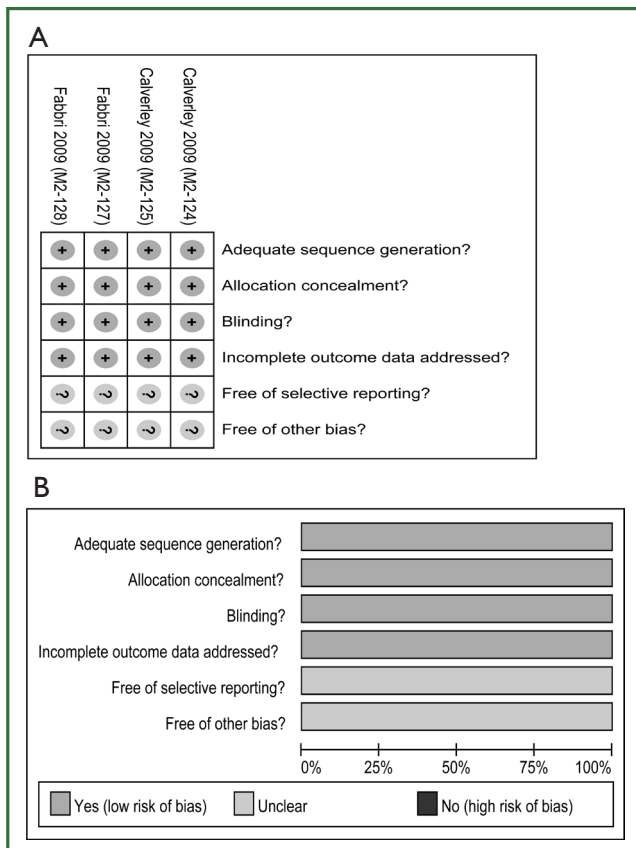 A
Fabbri 2009 (M2-128)
Fabbri 2009 (M2-127)
Calverley 2009 (M2-125)
Calverley 2009 (M2-124)
+ + + + Adequate sequence generation?
+ + + + Allocation concealment?
+ + + + Blinding?
+ + + + Incomplete outcome data addressed?
? ? ? ? Free of selective reporting?
? ? ? ? Free of other bias?
B
Adequate sequence generation?
Allocation concealment?
Blinding?
Incomplete outcome data addressed?
Free of selective reporting?
Free of other bias?
0% 25% 50% 75% 100%
Yes (low risk of bias) Unclear No (high risk of bias)